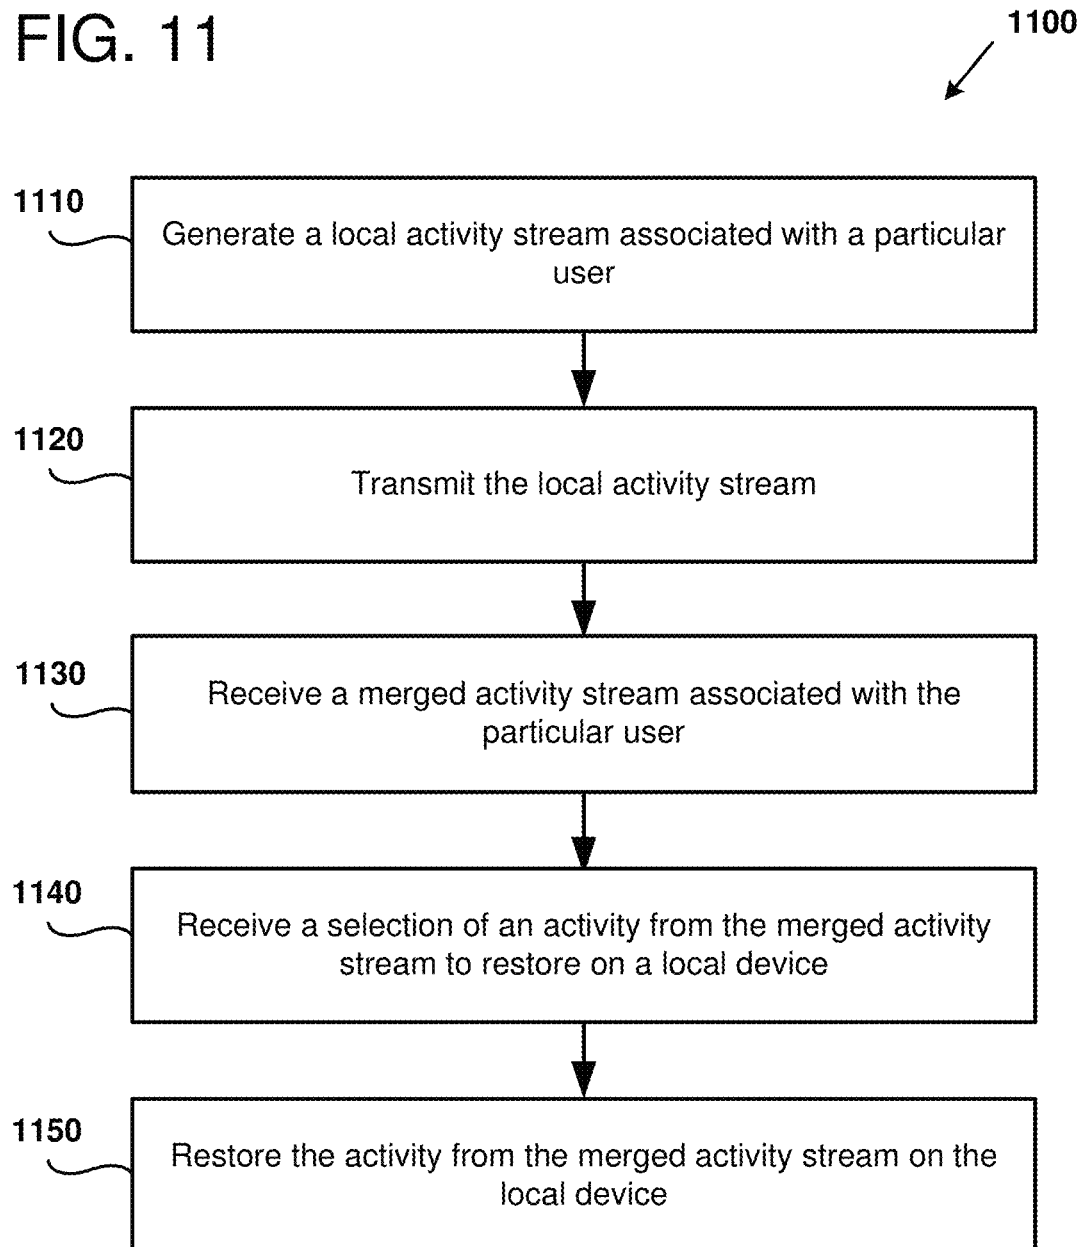 FIG. 11
1100
1110
Generate a local activity stream associated with a particular
user
1120
Transmit the local activity stream
1130
Receive a merged activity stream associated with the
particular user
1140
Receive a selection of an activity from the merged activity
stream to restore on a local device
1150
Restore the activity from the merged activity stream on the
local device